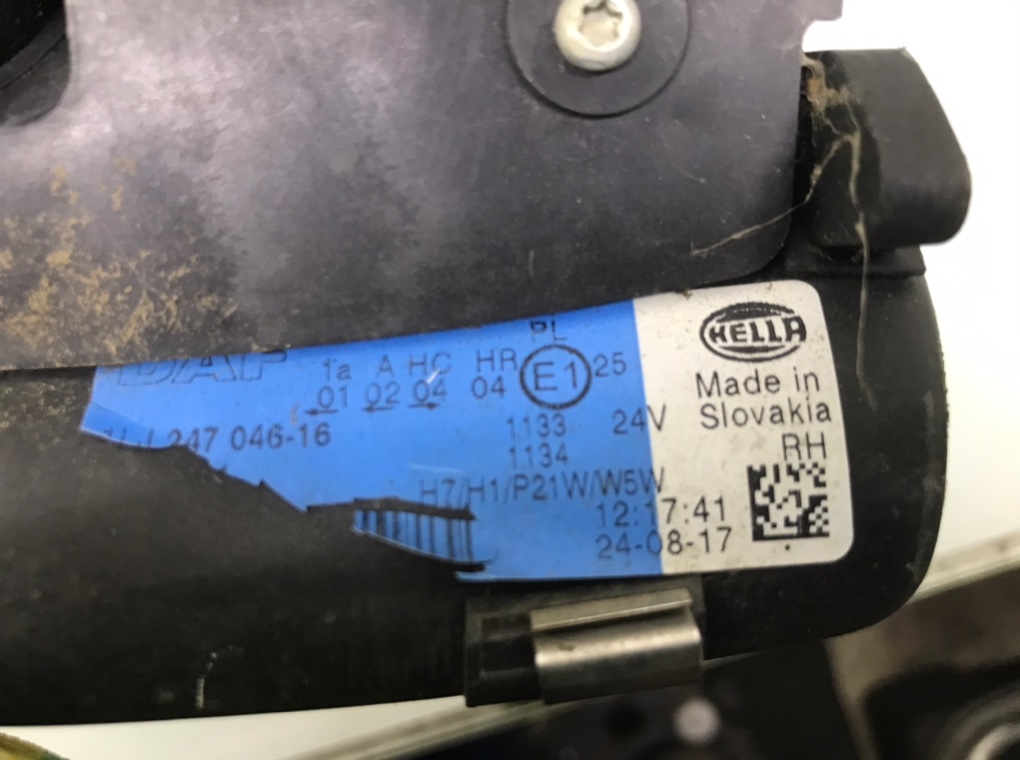 HELLA
DAF
PL
1a A HC HR E1 25
01 02 04 04
Made in
Slovakia
247 046-16
1133 24V
1134
RH
H7/H1/P21W/W5W
12:17:41
24-08-17